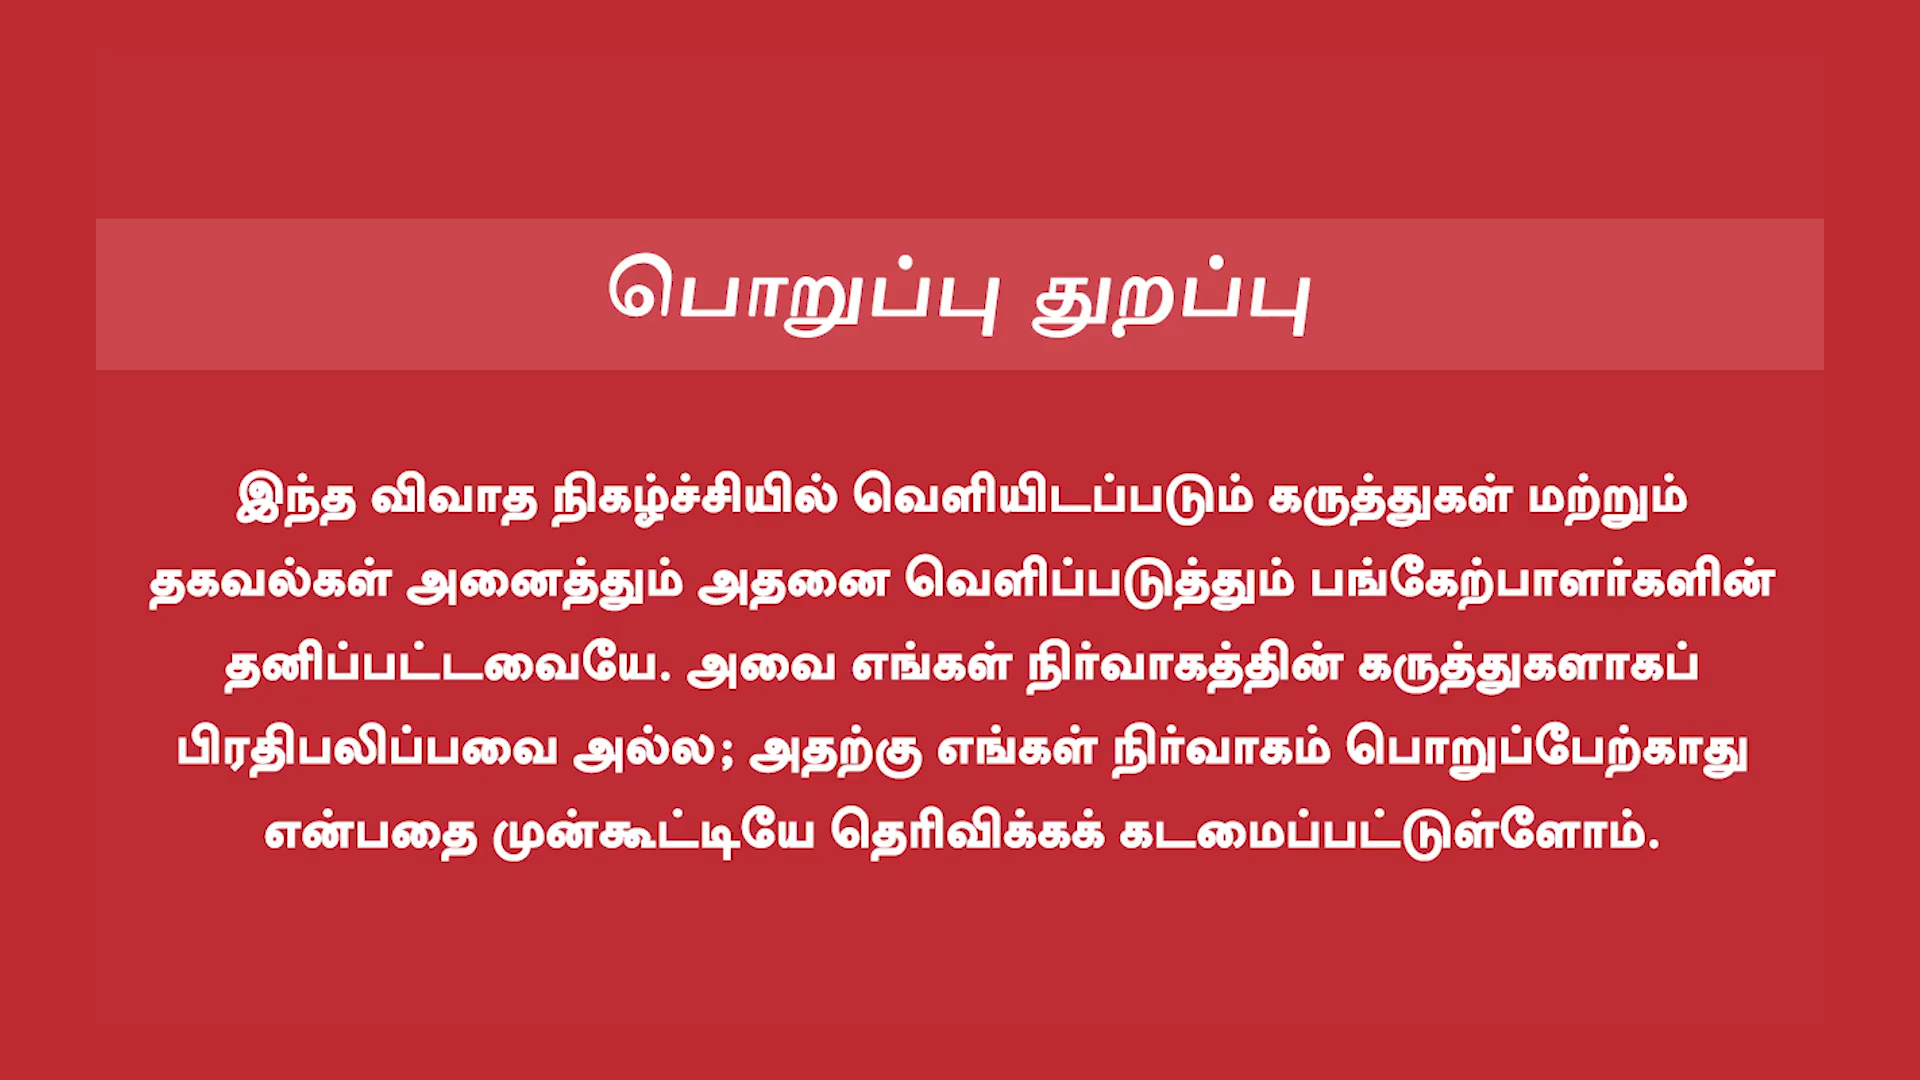 பொறுப்பு துறப்பு
இந்த விவாத நிகழ்ச்சியில் வெளியிடப்படும் கருத்துகள் மற்றும்
தகவல்கள் அனைத்தும் அதனை வெளிப்படுத்தும் பங்கேற்பாளர்களின்
தனிப்பட்டவையே. அவை எங்கள் நிர்வாகத்தின் கருத்துகளாகப்
பிரதிபலிப்பவை அல்ல; அதற்கு எங்கள் நிர்வாகம் பொறுப்பேற்காது
என்பதை முன்கூட்டியே தெரிவிக்கக் கடமைப்பட்டுள்ளோம்.